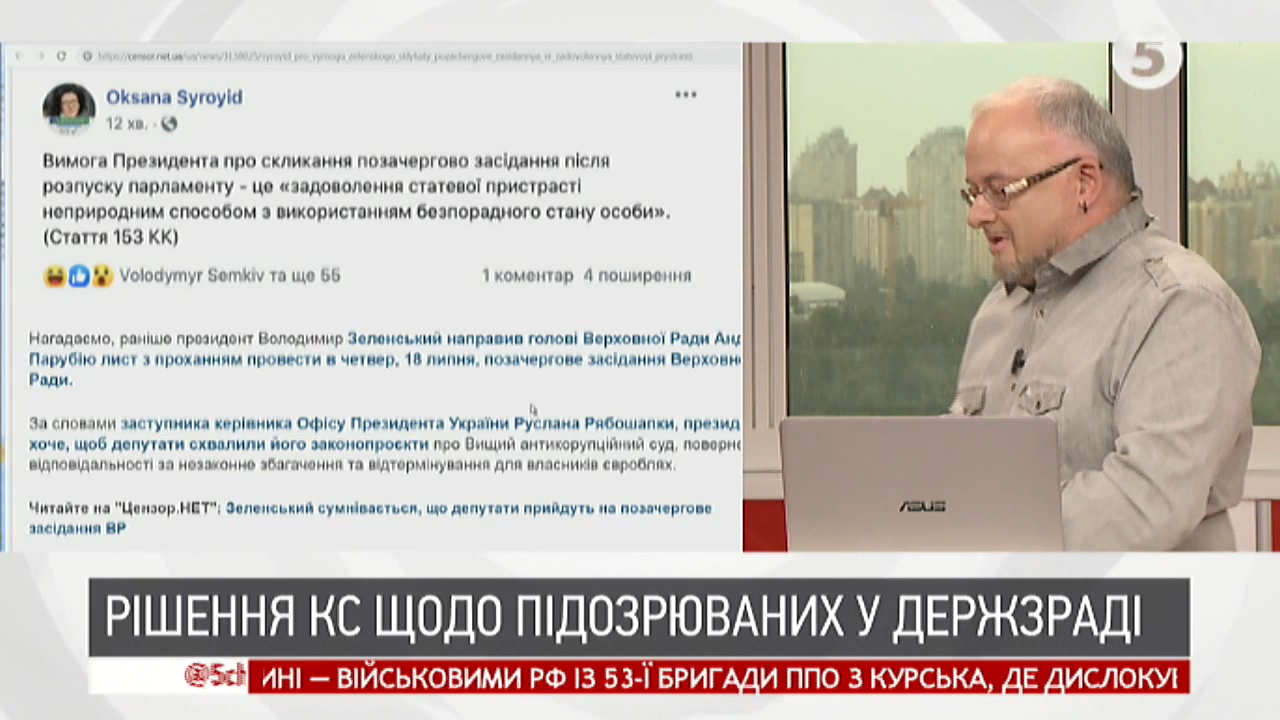 5
Oksana Syroyid
12 хв. ·
Вимога Президента про скликання позачергово засідання після
розпуску парламенту - це «задоволення статевої пристрасті
неприродним способом з використанням безпорадного стану особи».
(Стаття 153 КК)
Volodymyr Semkiv та ще 55
1 коментар 4 поширення
Нагадаємо, раніше президент Володимир Зеленський направив голові Верховної Ради Анд
Парубію лист з проханням провести в четвер, 18 липня, позачергове засідання Верховн
Ради.
За словами заступника керівника Офісу Президента України Руслана Рябошапки, презид
хоче, щоб депутати схвалили його законопроєкти про Вищий антикорупційний суд, поверне
відповідальності за незаконне збагачення та відтермінування для власників євроблях.
Читайте на "Цензор.НЕТ": Зеленський сумнівається, що депутати прийдуть на позачергове
засідання ВР
ASUS
РІШЕННЯ КС ЩОДО ПІДОЗРЮВАНИХ У ДЕРЖЗРАДІ
@5ch ИНІ — ВІЙСЬКОВИМИ РФ ІЗ 53-Ї БРИГАДИ ППО З КУРСЬКА, ДЕ ДИСЛОКУЄ